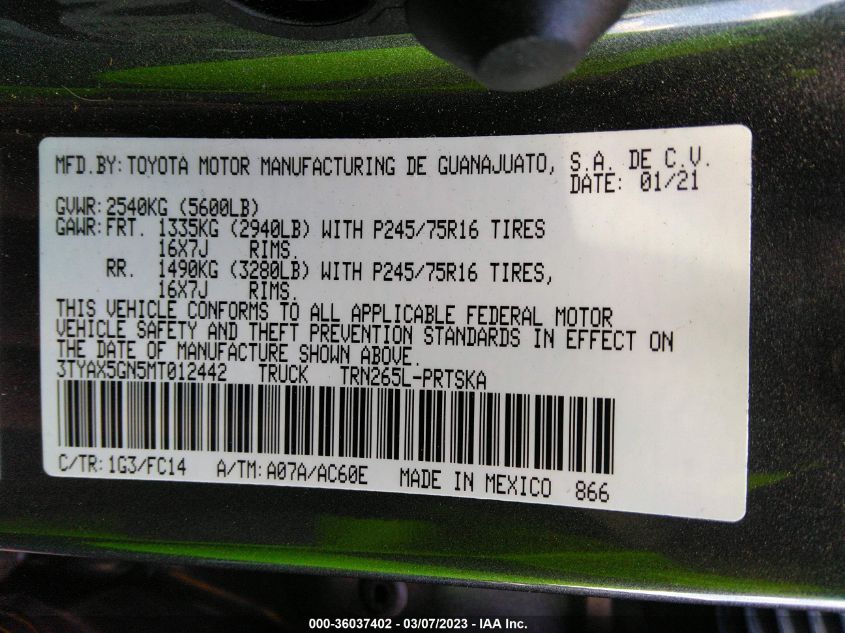 MFD.BY: TOYOTA MOTOR MANUFACTURING DE GUANAJUATO, S.A. DE C.V.
DATE: 01/21
GVWR: 2540KG (5600LB)
GAWR: FRT. 1335KG (2940LB) WITH P245/75R16 TIRES
16X7J RIMS.
RR. 1490KG (3280LB) WITH P245/75R16 TIRES,
16X7J RIMS.
THIS VEHICLE CONFORMS TO ALL APPLICABLE FEDERAL MOTOR
VEHICLE SAFETY AND THEFT PREVENTION STANDARDS IN EFFECT ON
THE DATE OF MANUFACTURE SHOWN ABOVE.
3TYAX5GN5MT012442 TRUCK TRN265L-PRTSKA
C/TR: 1G3/FC14 A/TM: A07A/AC60E MADE IN MEXICO 866
000-36037402 - 03/07/2023 - IAA Inc.